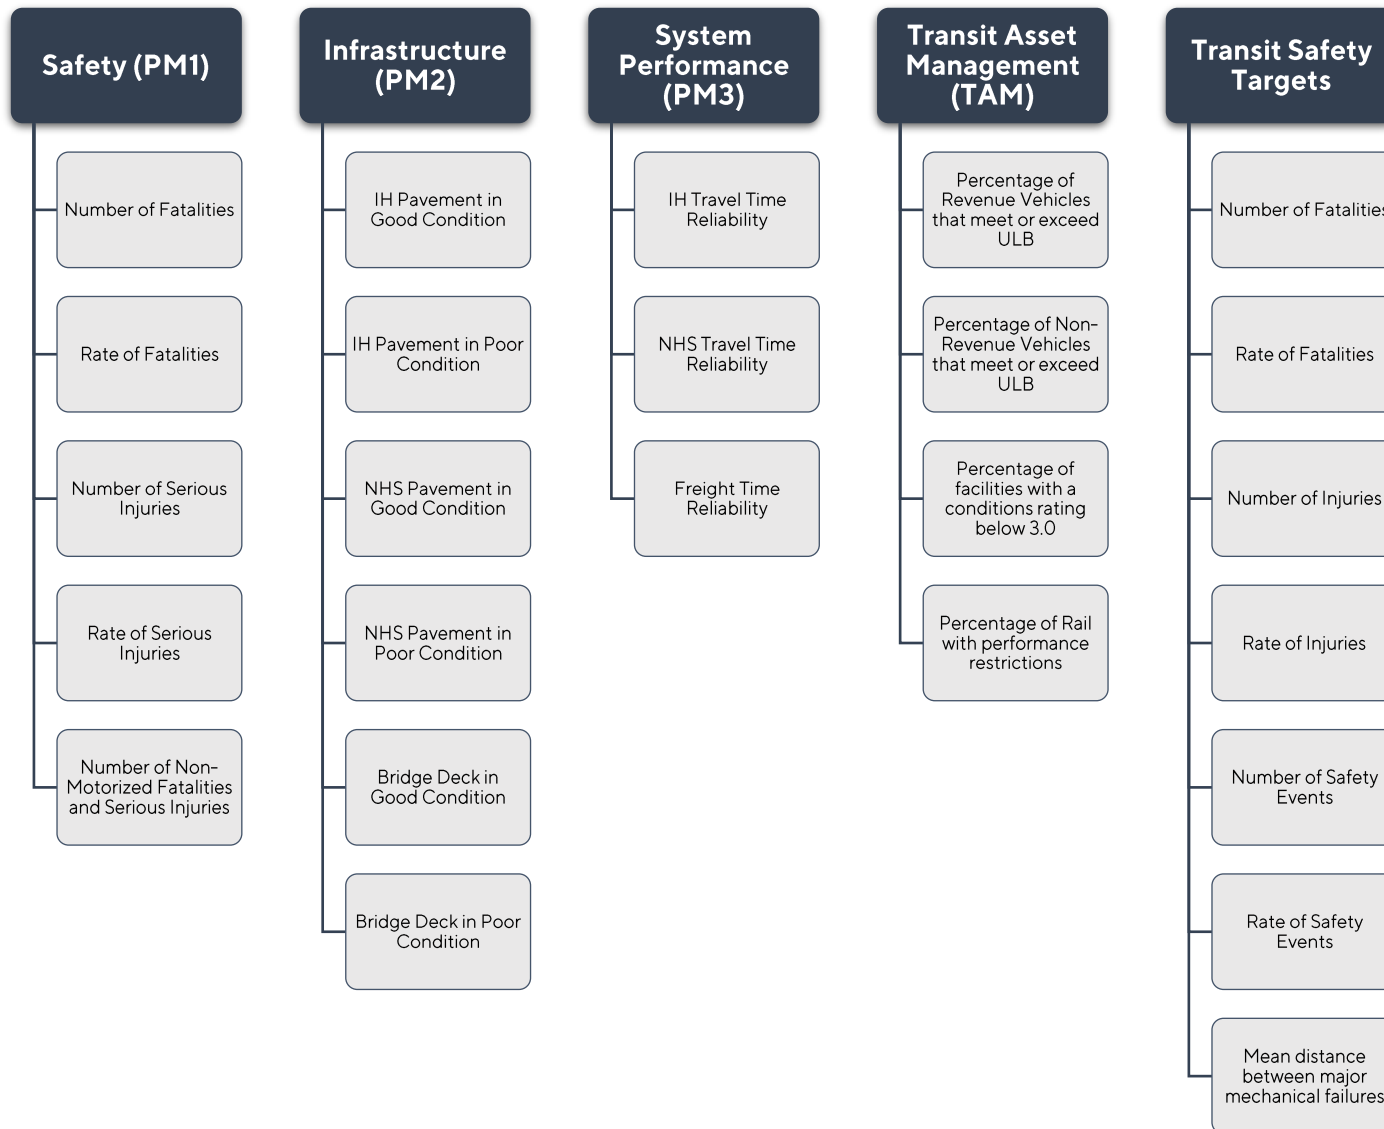 Safety (PM1)
Number of Fatalities
Rate of Fatalities
Number of Serious
Injuries
Rate of Serious
Injuries
Number of Non-
Motorized Fatalities
and Serious Injuries
Infrastructure
(PM2)
IH Pavement in
Good Condition
IH Pavement in Poor
Condition
NHS Pavement in
Good Condition
NHS Pavement in
Poor Condition
Bridge Deck in
Good Condition
Bridge Deck in Poor
Condition
System
Performance
(PM3)
IH Travel Time
Reliability
NHS Travel Time
Reliability
Freight Time
Reliability
Transit Asset
Management
(TAM)
Percentage of
Revenue Vehicles
that meet or exceed
ULB
Percentage of Non-
Revenue Vehicles
that meet or exceed
ULB
Percentage of
facilities with a
conditions rating
below 3.0
Percentage of Rail
with performance
restrictions
Transit Safety
Targets
Number of Fatalities
Rate of Fatalities
Number of Injuries
Rate of Injuries
Number of Safety
Events
Rate of Safety
Events
Mean distance
between major
mechanical failures